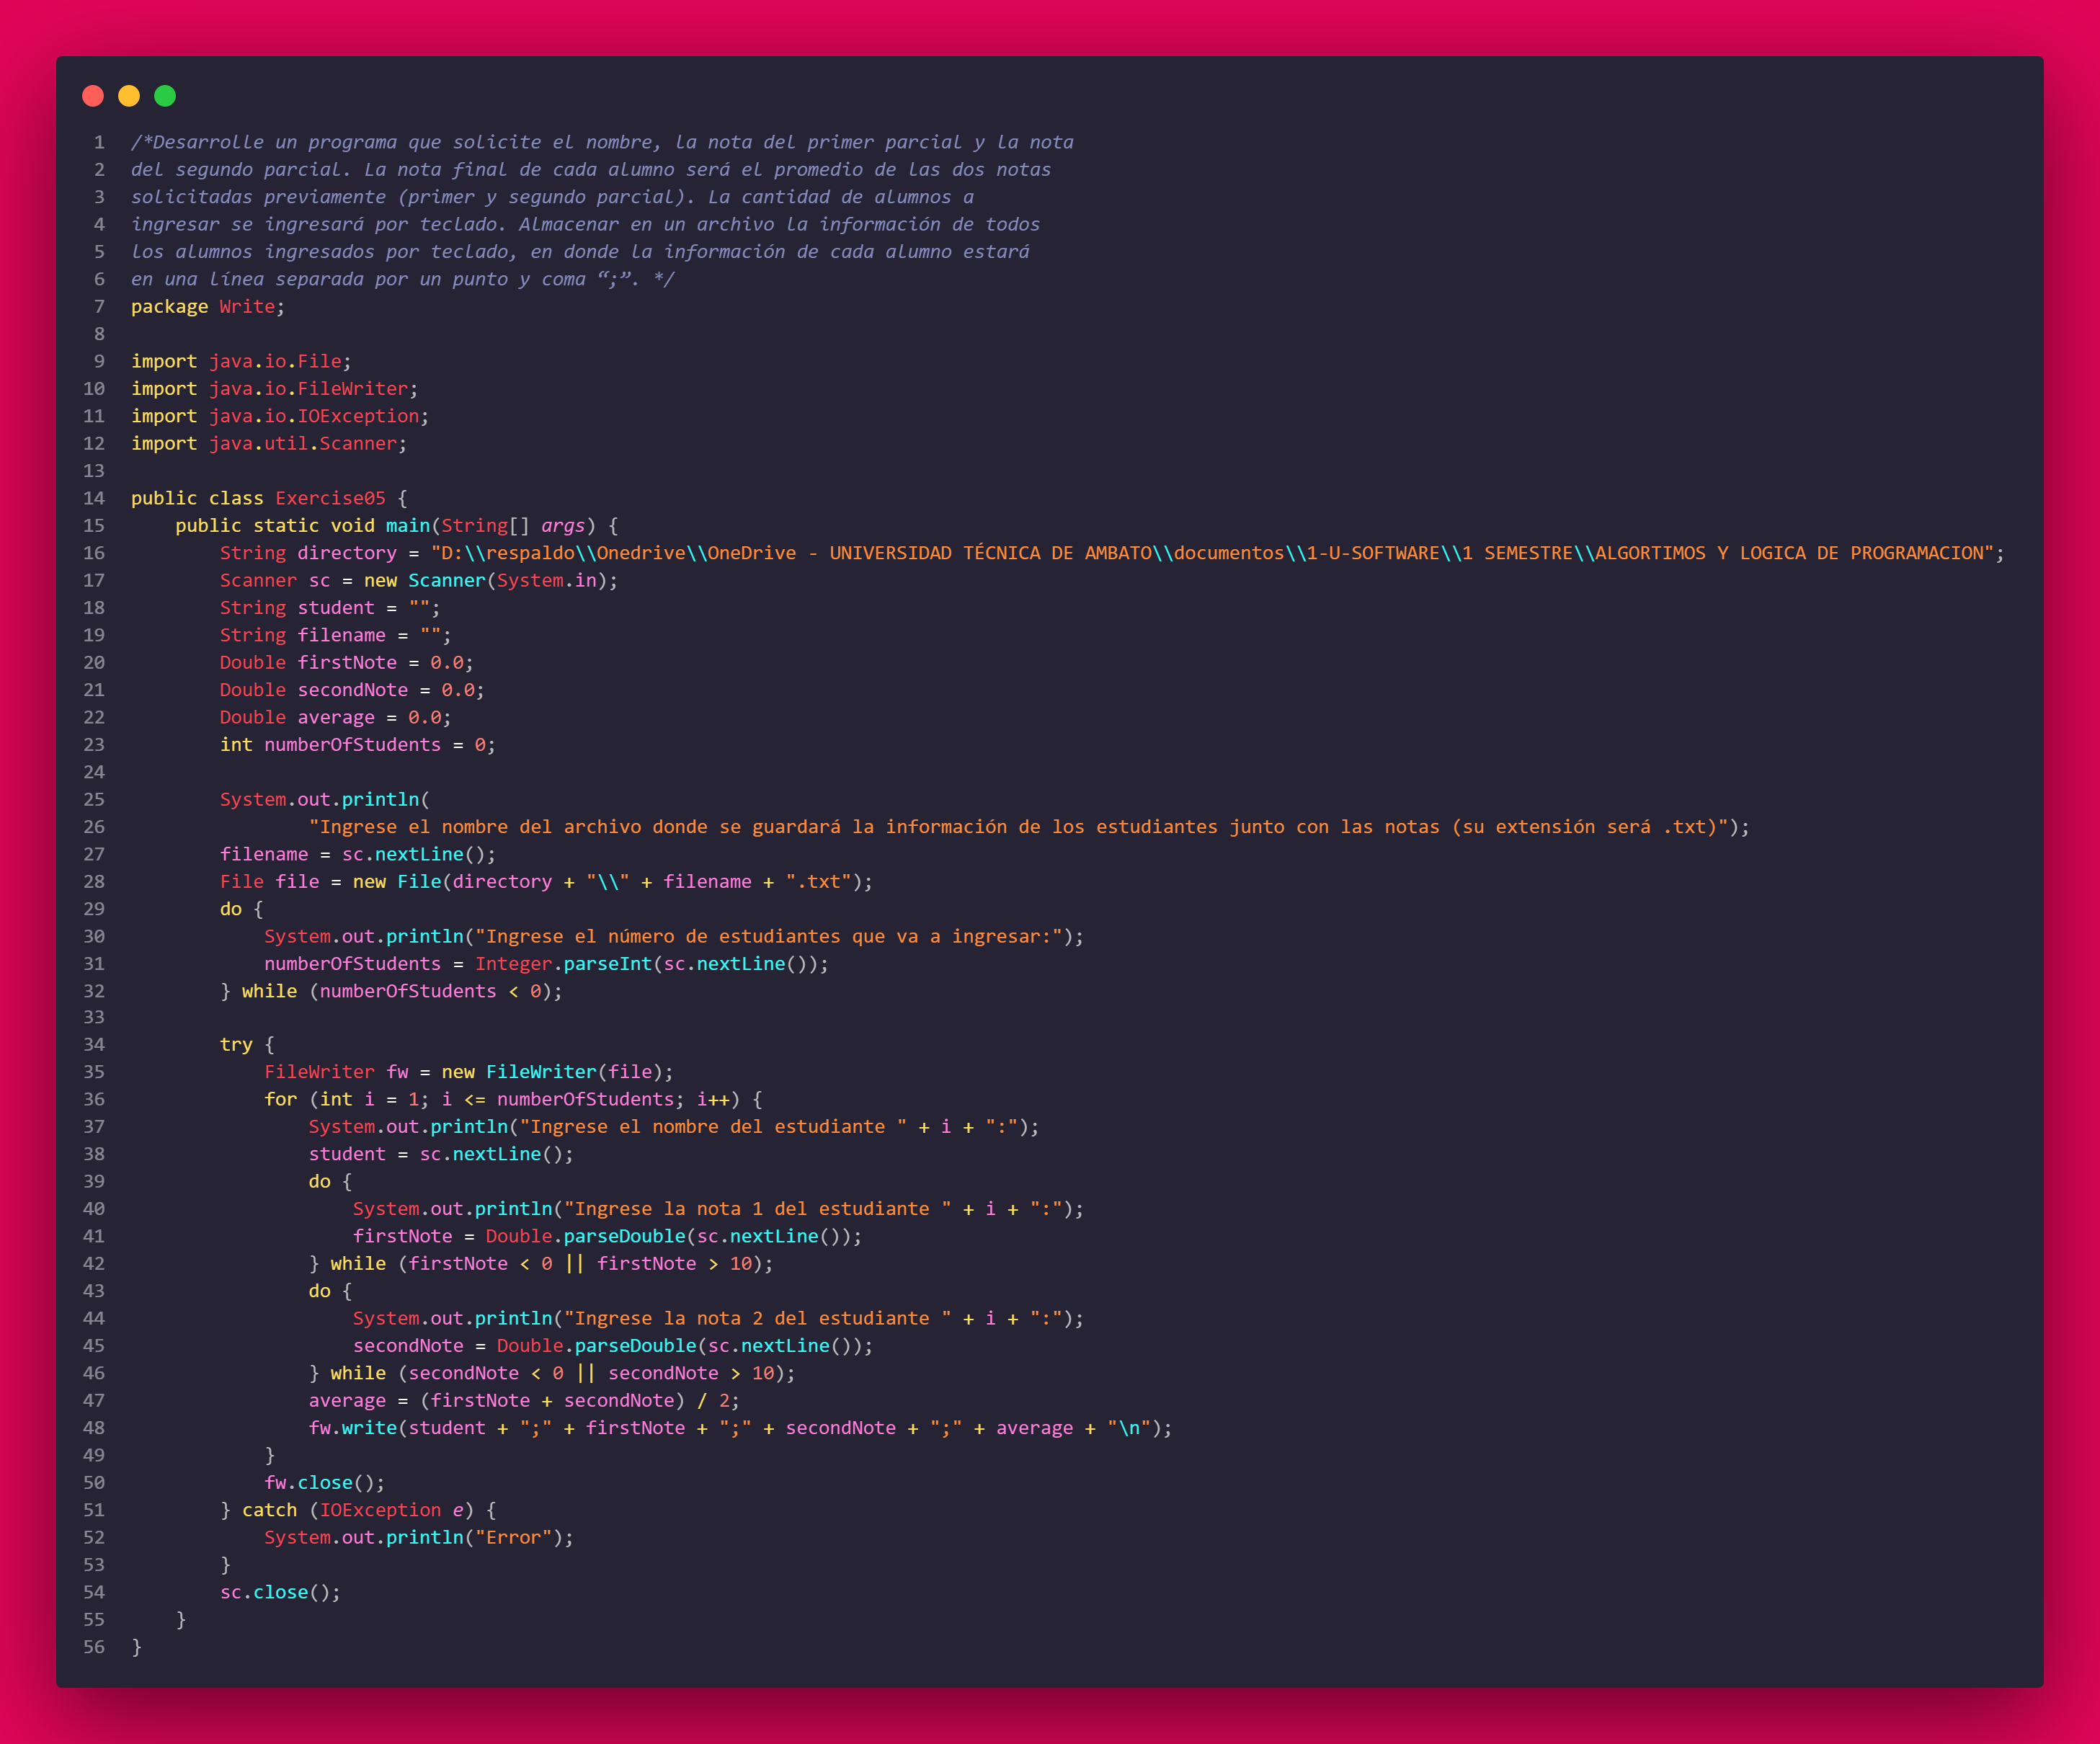 1 /*Desarrolle un programa que solicite el nombre, la nota del primer parcial y la nota
2 del segundo parcial. La nota final de cada alumno será el promedio de las dos notas
3 solicitadas previamente (primer y segundo parcial). La cantidad de alumnos a
4 ingresar se ingresará por teclado. Almacenar en un archivo la información de todos
5 los alumnos ingresados por teclado, en donde la información de cada alumno estará
6 en una línea separada por un punto y coma “;”. */
7 package Write;
8
9 import java.io.File;
10 import java.io.FileWriter;
11 import java.io.IOException;
12 import java.util.Scanner;
13
14 public class Exercise05 {
15     public static void main(String[] args) {
16         String directory = "D:\\respaldo\\Onedrive\\OneDrive - UNIVERSIDAD TÉCNICA DE AMBATO\\documentos\\1-U-SOFTWARE\\1 SEMESTRE\\ALGORTIMOS Y LOGICA DE PROGRAMACION";
17         Scanner sc = new Scanner(System.in);
18         String student = "";
19         String filename = "";
20         Double firstNote = 0.0;
21         Double secondNote = 0.0;
22         Double average = 0.0;
23         int numberOfStudents = 0;
24
25         System.out.println(
26                 "Ingrese el nombre del archivo donde se guardará la información de los estudiantes junto con las notas (su extensión será .txt)");
27         filename = sc.nextLine();
28         File file = new File(directory + "\\" + filename + ".txt");
29         do {
30             System.out.println("Ingrese el número de estudiantes que va a ingresar:");
31             numberOfStudents = Integer.parseInt(sc.nextLine());
32         } while (numberOfStudents < 0);
33
34         try {
35             FileWriter fw = new FileWriter(file);
36             for (int i = 1; i <= numberOfStudents; i++) {
37                 System.out.println("Ingrese el nombre del estudiante " + i + ":");
38                 student = sc.nextLine();
39                 do {
40                     System.out.println("Ingrese la nota 1 del estudiante " + i + ":");
41                     firstNote = Double.parseDouble(sc.nextLine());
42                 } while (firstNote < 0 || firstNote > 10);
43                 do {
44                     System.out.println("Ingrese la nota 2 del estudiante " + i + ":");
45                     secondNote = Double.parseDouble(sc.nextLine());
46                 } while (secondNote < 0 || secondNote > 10);
47                 average = (firstNote + secondNote) / 2;
48                 fw.write(student + ";" + firstNote + ";" + secondNote + ";" + average + "\n");
49             }
50             fw.close();
51         } catch (IOException e) {
52             System.out.println("Error");
53         }
54         sc.close();
55     }
56 }